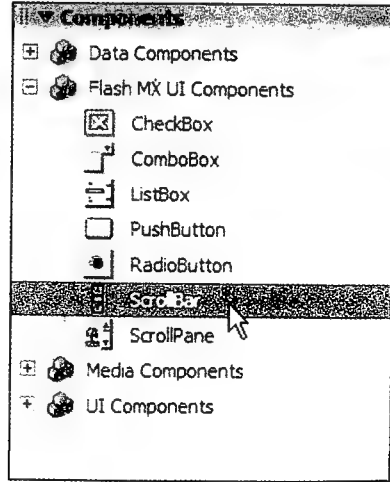 Components
Data Components
Flash MX UI Components
CheckBox
ComboBox
ListBox
PushButton
RadioButton
ScrollBar
ScrollPane
Media Components
UI Components